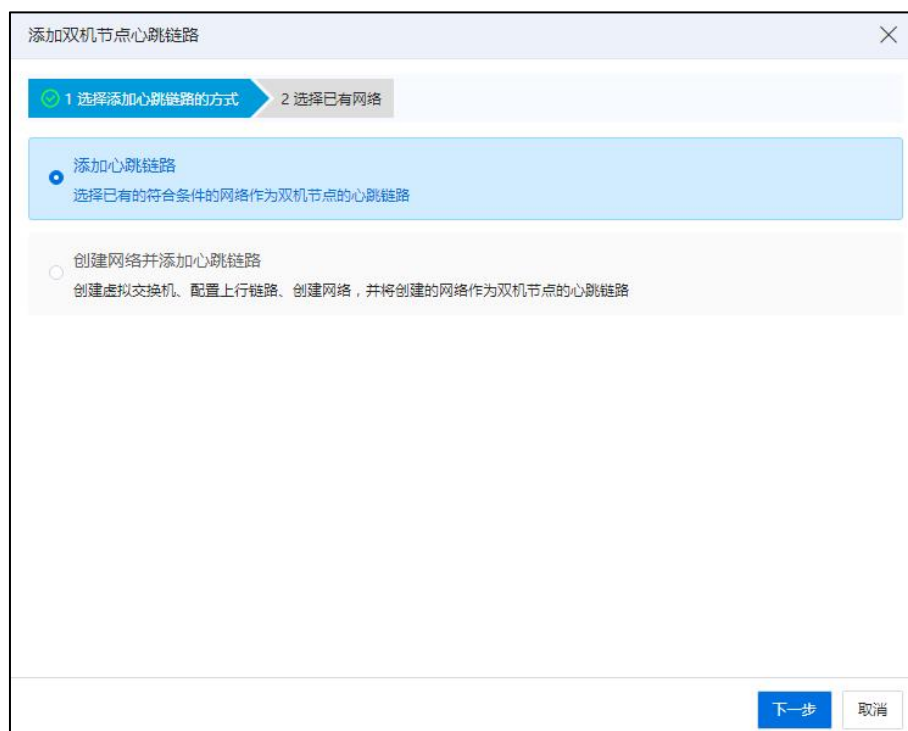 添加双机节点心跳链路
1 选择添加心跳链路的方式
2 选择已有网络
添加心跳链路
选择已有的符合条件的网络作为双机节点的心跳链路
创建网络并添加心跳链路
创建虚拟交换机、配置上行链路、创建网络，并将创建的网络作为双机节点的心跳链路
下一步
取消